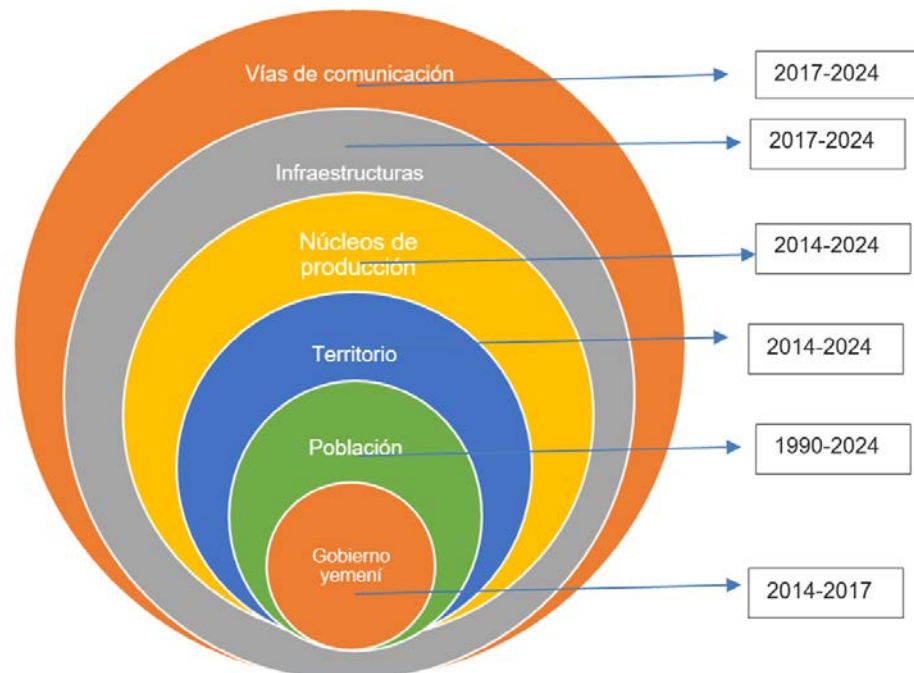 Vías de comunicación
2017-2024
2017-2024
Infraestructuras
Núcleos de
producción
2014-2024
Territorio
2014-2024
Población
1990-2024
Gobierno
yemení
2014-2017